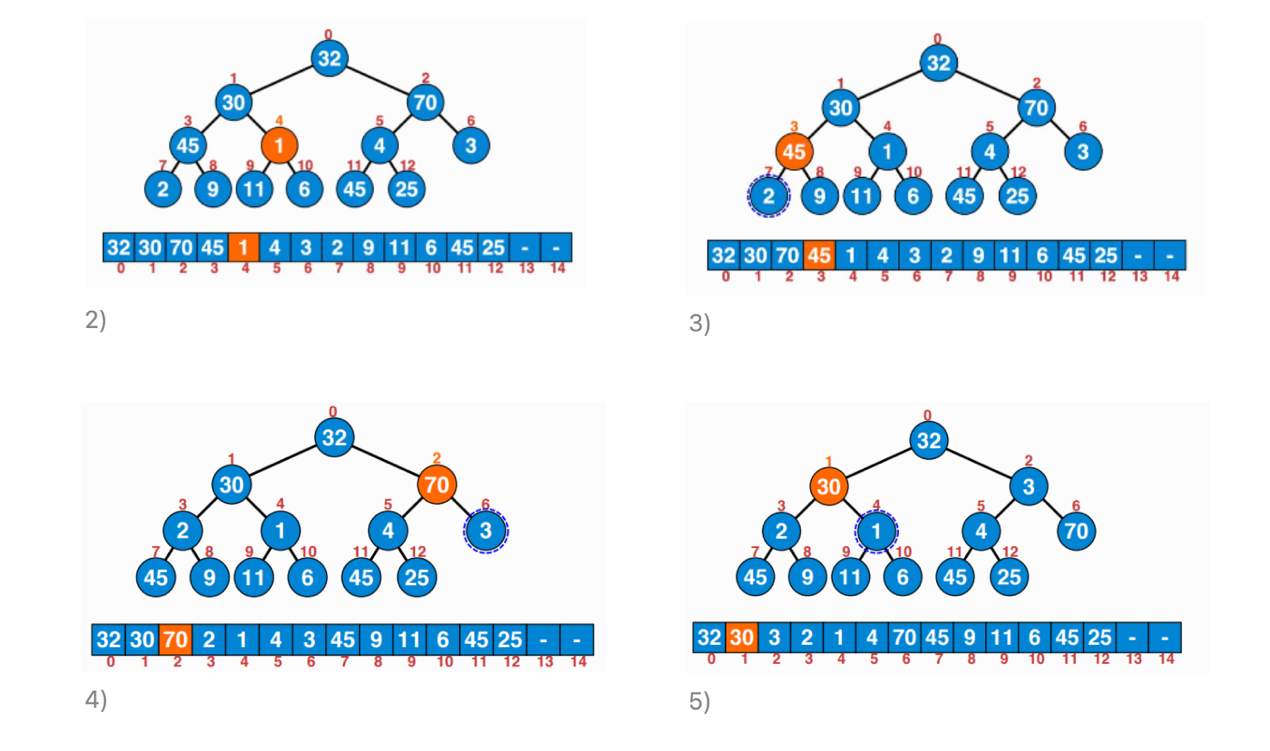 0
32
1 2
30 70
3 4 5 6
45 1 4 3
7 8 9 10 11 12
2 9 11 6 45 25
32 30 70 45 1 4 3 2 9 11 6 45 25 - -
0 1 2 3 4 5 6 7 8 9 10 11 12 13 14
2)
0
32
1 2
30 70
3 4 5 6
45 1 4 3
7 8 9 10 11 12
2 9 11 6 45 25
32 30 70 45 1 4 3 2 9 11 6 45 25 - -
0 1 2 3 4 5 6 7 8 9 10 11 12 13 14
3)
0
32
1 2
30 70
3 4 5 6
2 1 4 3
7 8 9 10 11 12
45 9 11 6 45 25
32 30 70 2 1 4 3 45 9 11 6 45 25 - -
0 1 2 3 4 5 6 7 8 9 10 11 12 13 14
4)
0
32
1 2
30 3
3 4 5 6
2 1 4 70
7 8 9 10 11 12
45 9 11 6 45 25
32 30 3 2 1 4 70 45 9 11 6 45 25 - -
0 1 2 3 4 5 6 7 8 9 10 11 12 13 14
5)